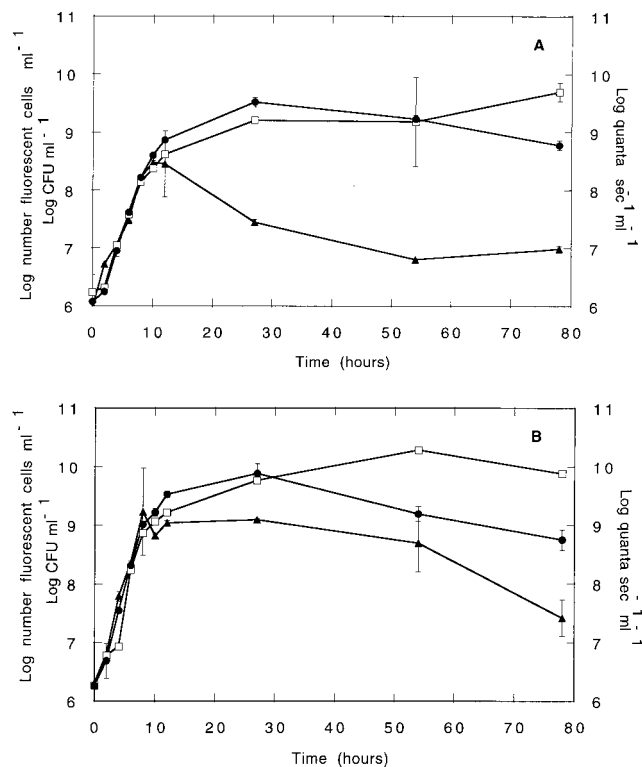 A
11
10
9
8
7
6
11
10
9
8
7
6
0 10 20 30 40 50 60 70 80
Time (hours)
Log number fluorescent cells ml⁻¹
Log CFU ml⁻¹
Log quanta sec⁻¹ ml⁻¹
B
11
10
9
8
7
6
11
10
9
8
7
6
0 10 20 30 40 50 60 70 80
Time (hours)
Log number fluorescent cells ml⁻¹
Log CFU ml⁻¹
Log quanta sec⁻¹ ml⁻¹